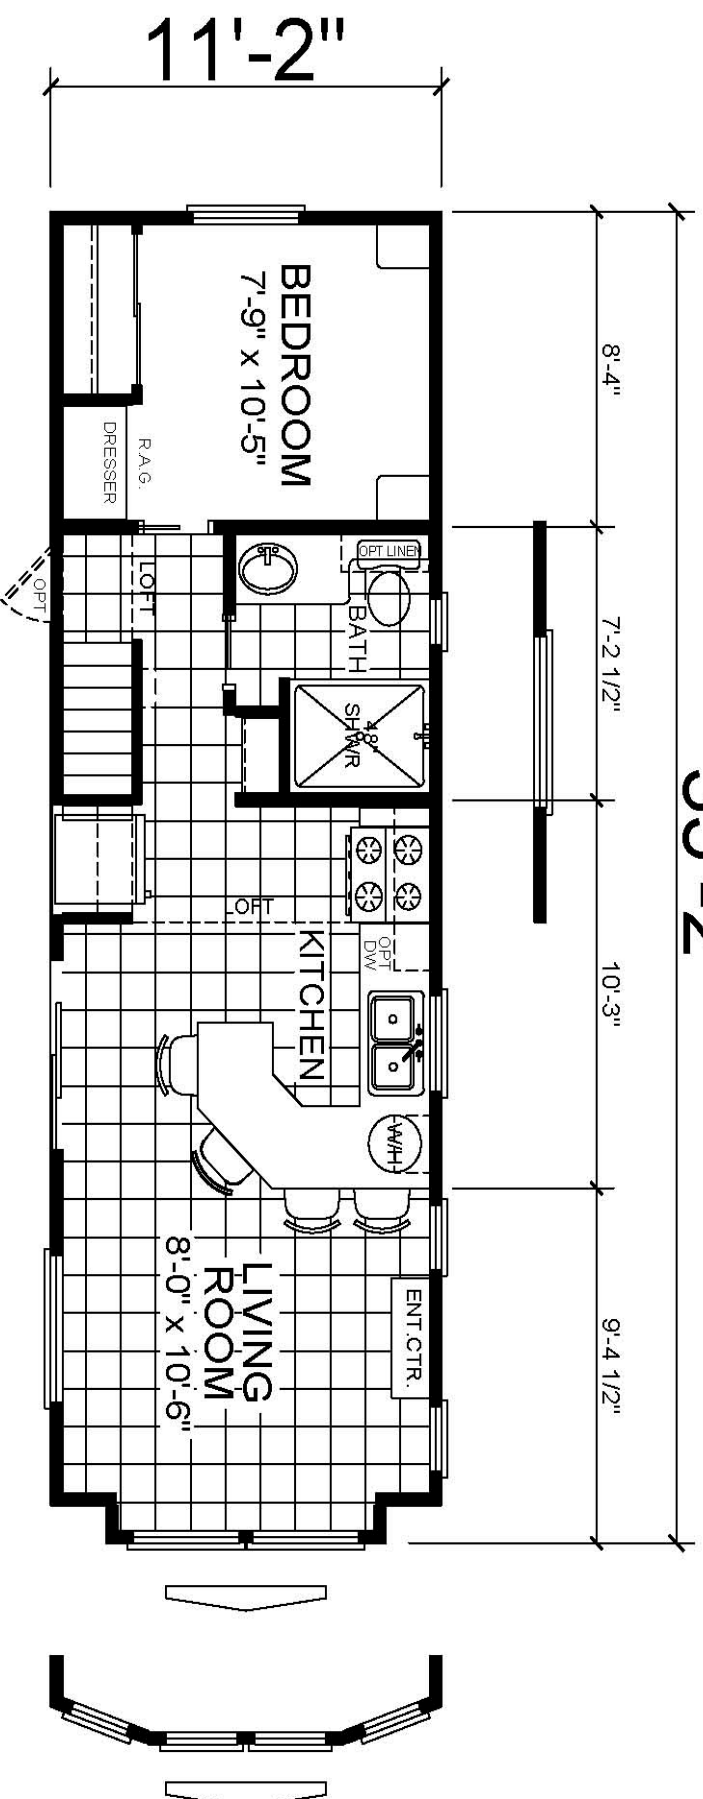 11'-2"
BEDROOM
7'-9" x 10'-5"
8'-4"
R.A.G.
DRESSER
OPT
LOFT
OPT LINEN
BATH
7'-2 1/2"
48"
SHWR
LOFT
KITCHEN
OPT
DW
10'-3"
W/H
LIVING
ROOM
8'-0" x 10'-6"
ENT.CTR.
9'-4 1/2"